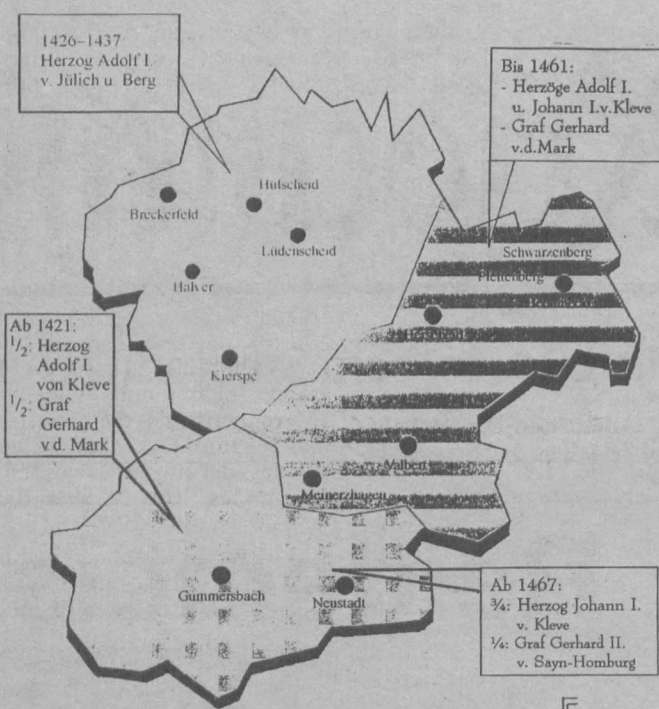 1426–1437
Herzog Adolf I.
v. Jülich u. Berg
Bis 1461:
- Herzöge Adolf I.
u. Johann I.v.Kleve
- Graf Gerhard
v.d.Mark
Hülscheid
Breckerfeld
Lüdenscheid
Schwarzenberg
Plettenberg
Halver
Ab 1421:
1/2: Herzog
Adolf I.
von Kleve
1/2: Graf
Gerhard
v.d. Mark
Kierspe
Valbert
Meinerzhagen
Gummersbach
Neustadt
Ab 1467:
¾: Herzog Johann I.
v. Kleve
¼: Graf Gerhard II.
v. Sayn-Homburg